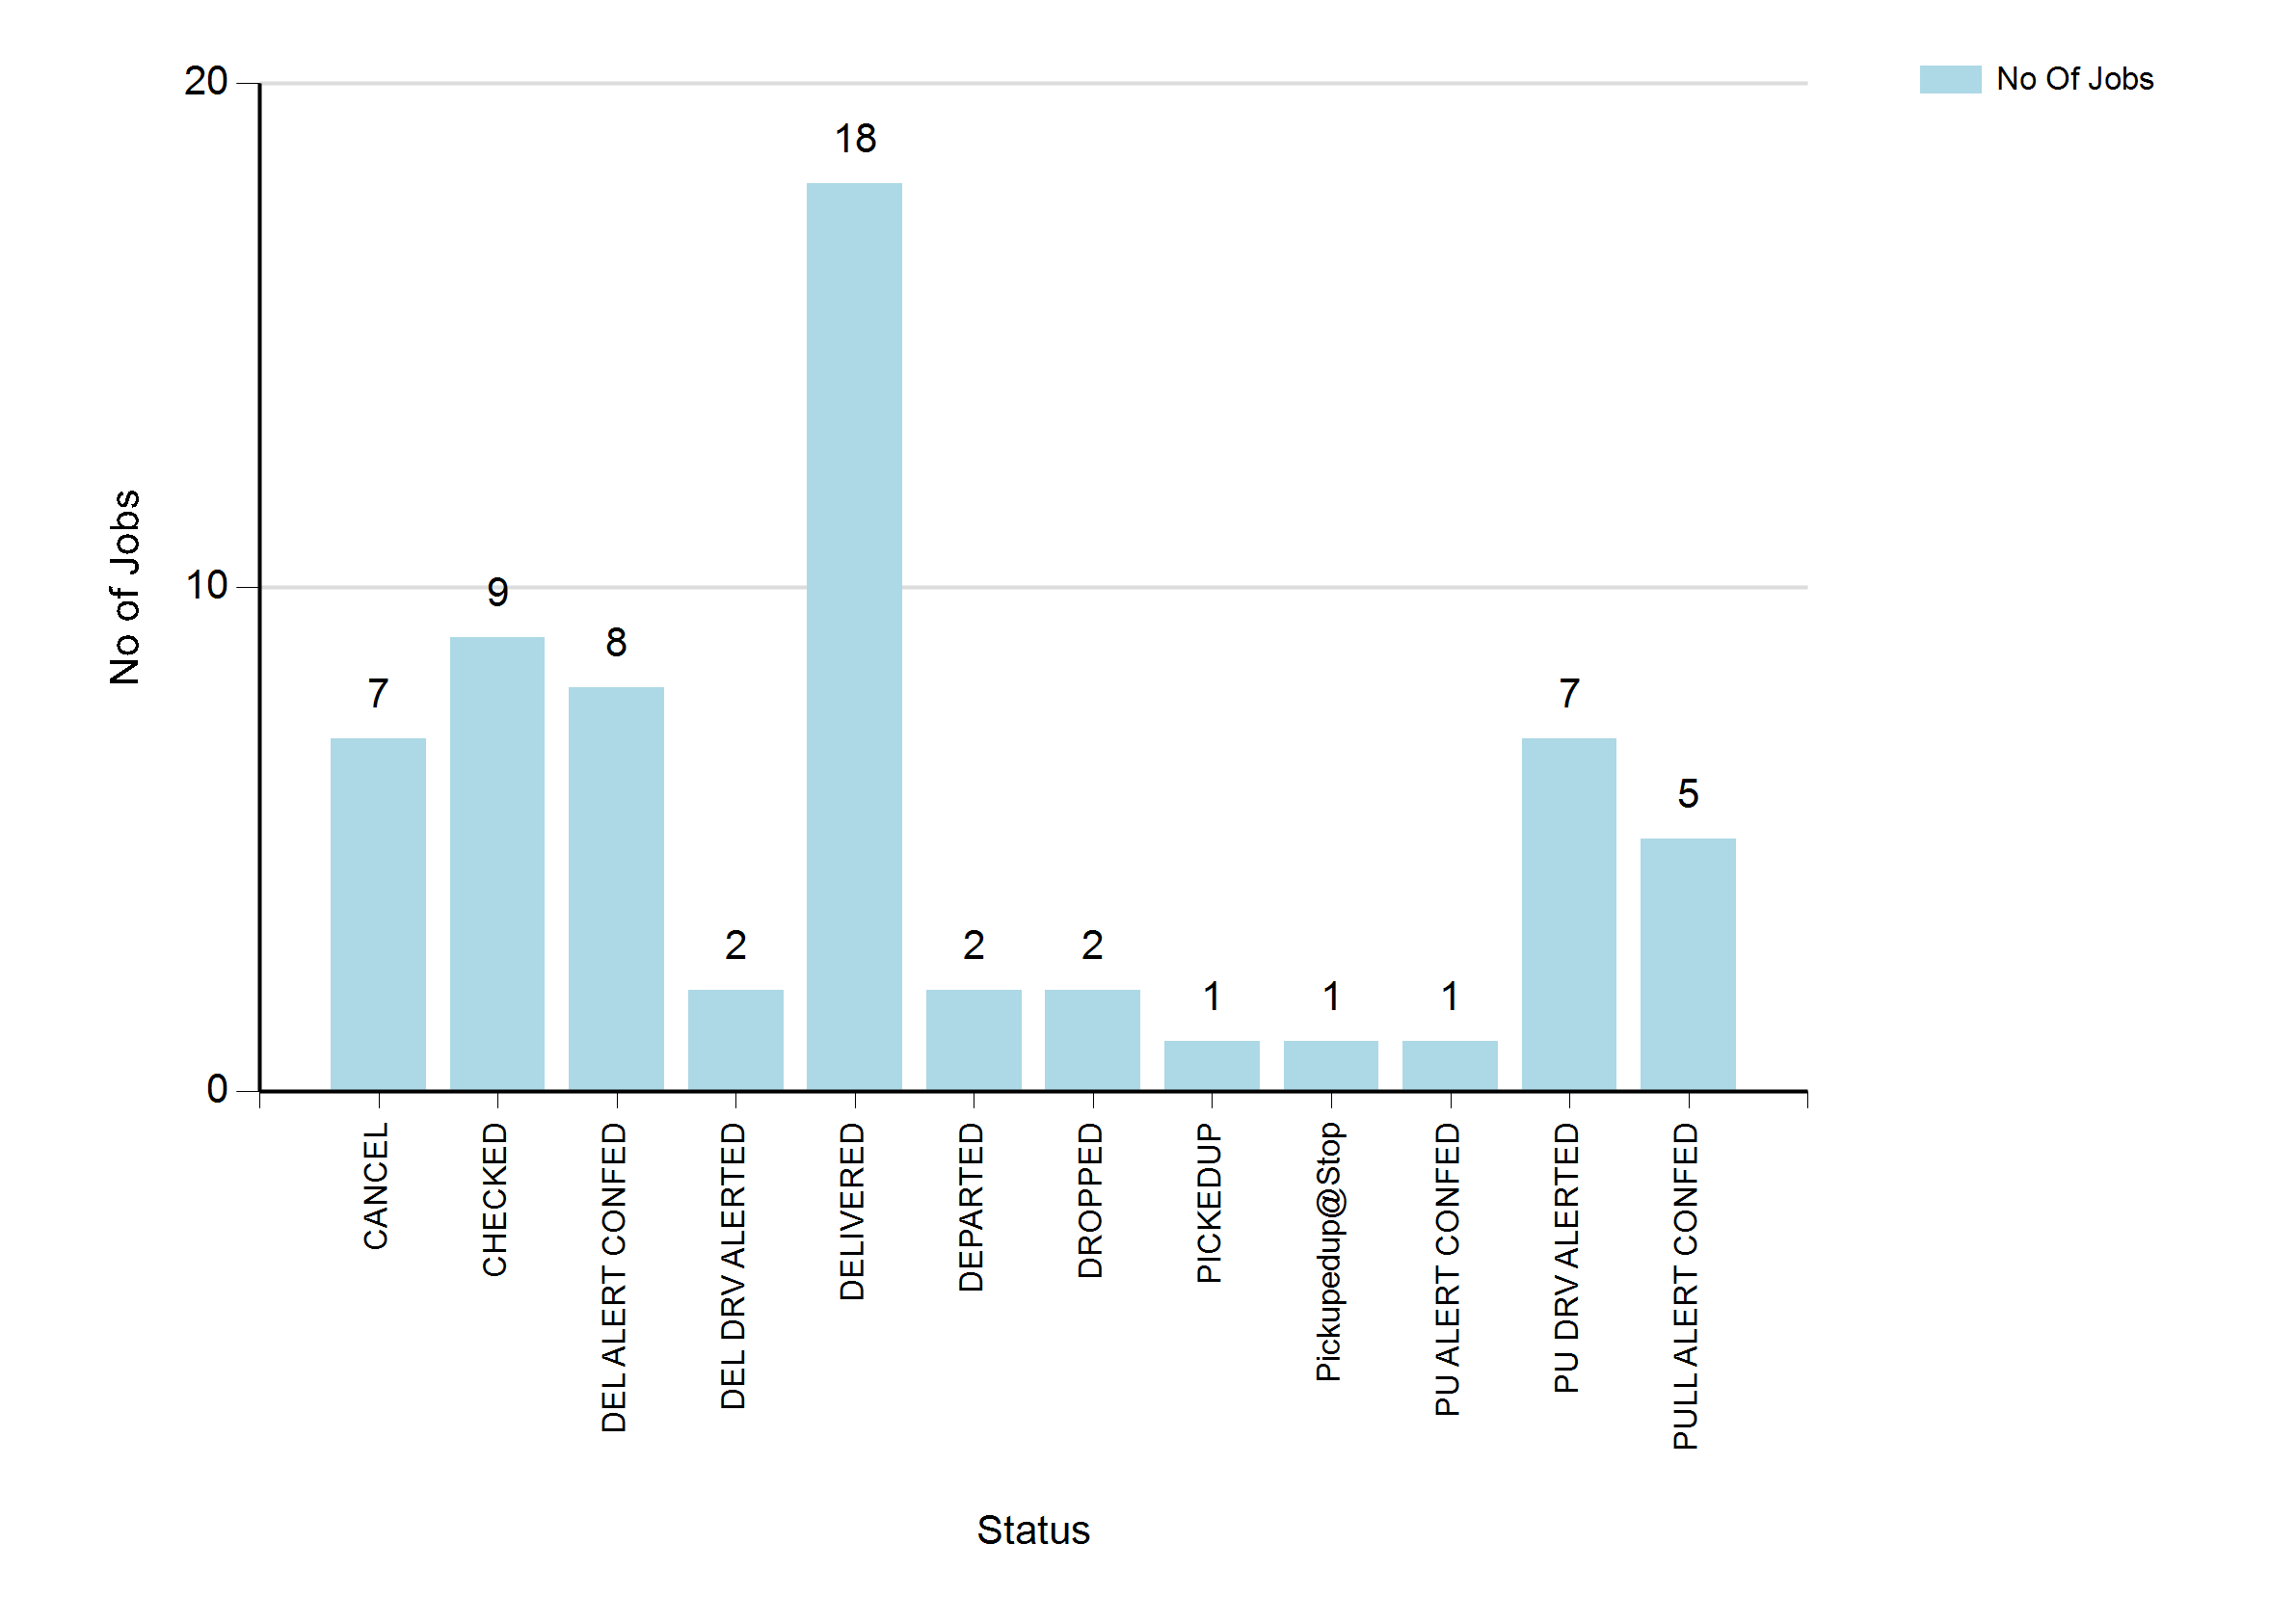 20
No Of Jobs
18
No of Jobs
10
9
8
7
7
5
2
2
2
1
1
1
0
CANCEL
CHECKED
DEL ALERT CONFED
DEL DRV ALERTED
DELIVERED
DEPARTED
DROPPED
PICKEDUP
Pickupedup@Stop
PU ALERT CONFED
PU DRV ALERTED
PULL ALERT CONFED
Status